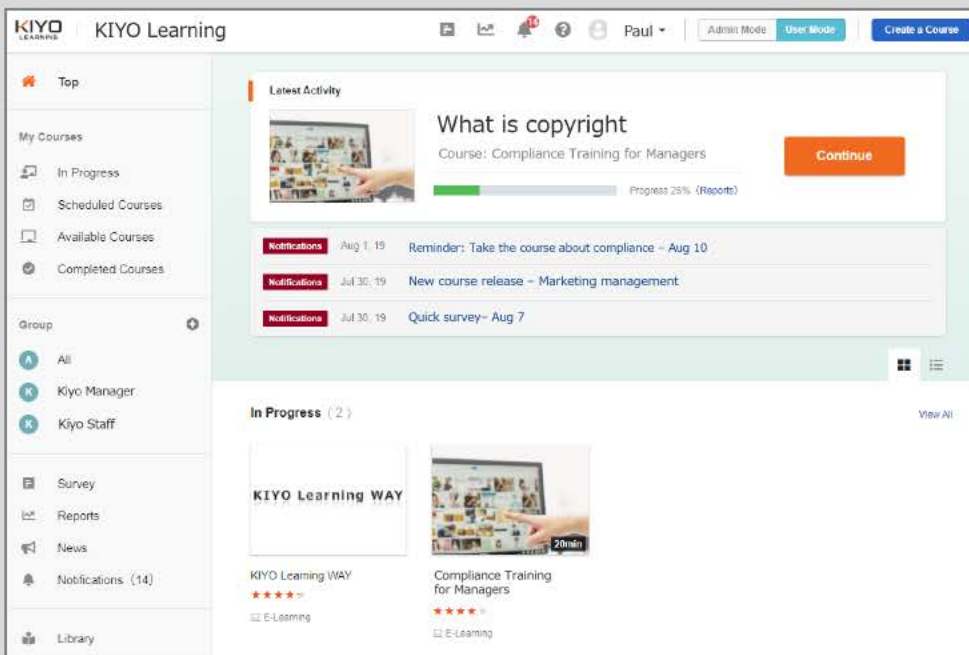 KIYO
LEARNING
KIYO Learning
14
Paul
Admin Mode
User Mode
Create a Course
Top
My Courses
In Progress
Scheduled Courses
Available Courses
Completed Courses
Group
A All
K Kiyo Manager
K Kiyo Staff
Survey
Reports
News
Notifications (14)
Library
Latest Activity
What is copyright
Course: Compliance Training for Managers
Progress 25% (Reports)
Continue
Notifications Aug 1, 19 Reminder: Take the course about compliance – Aug 10
Notifications Jul 30, 19 New course release – Marketing management
Notifications Jul 30, 19 Quick survey– Aug 7
In Progress (2)
View All
KIYO Learning WAY
KIYO Learning WAY
E-Learning
20min
Compliance Training
for Managers
E-Learning